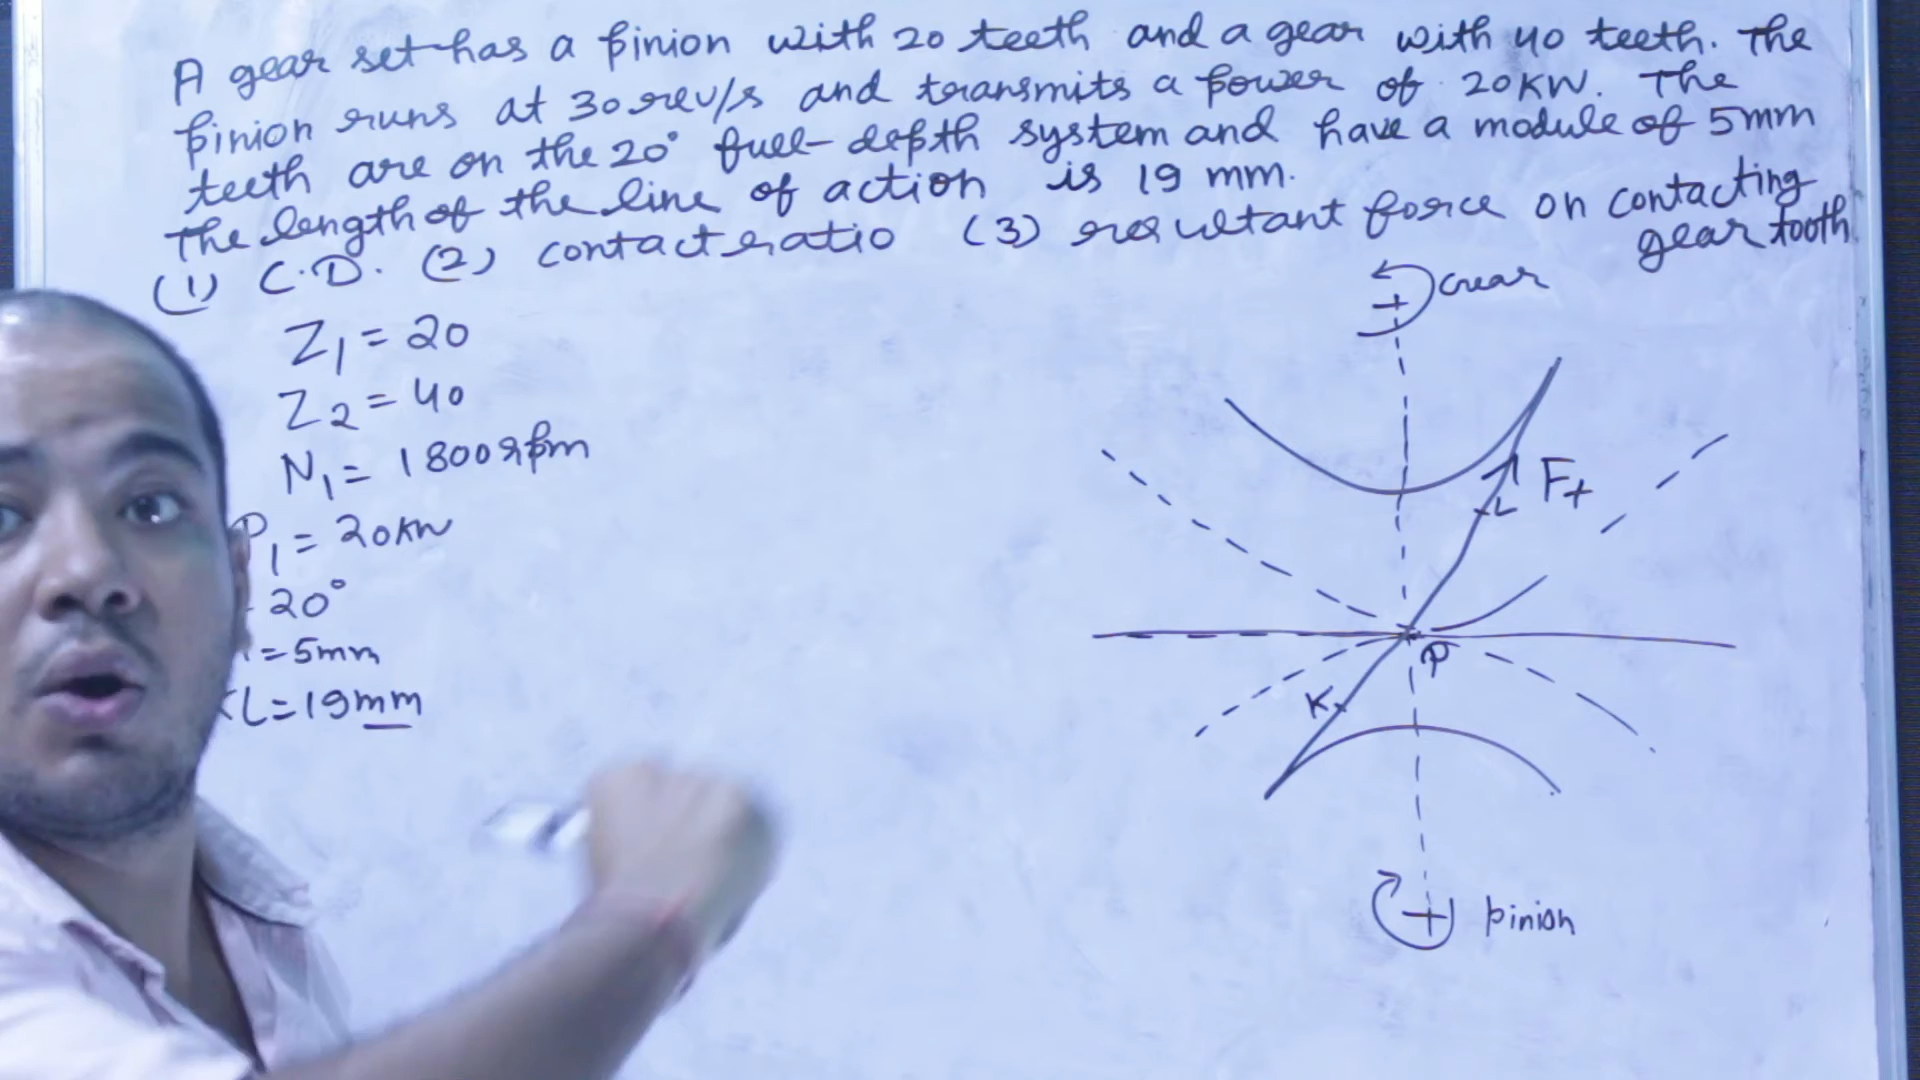 A gear set has a pinion with 20 teeth and a gear with 40 teeth. The
pinion runs at 30 rev/s and transmits a power of 20KW. The
teeth are on the 20° full-depth system and have a module of 5mm
The length of the line of action is 19 mm.
(1) C.D. (2) contact ratio (3) resultant force on contacting
gear tooth
Gear
Z1 = 20
Z2 = 40
N1 = 1800 rpm
P1 = 20KW
20°
= 5mm
L = 19mm
Ft
L
P
K
pinion